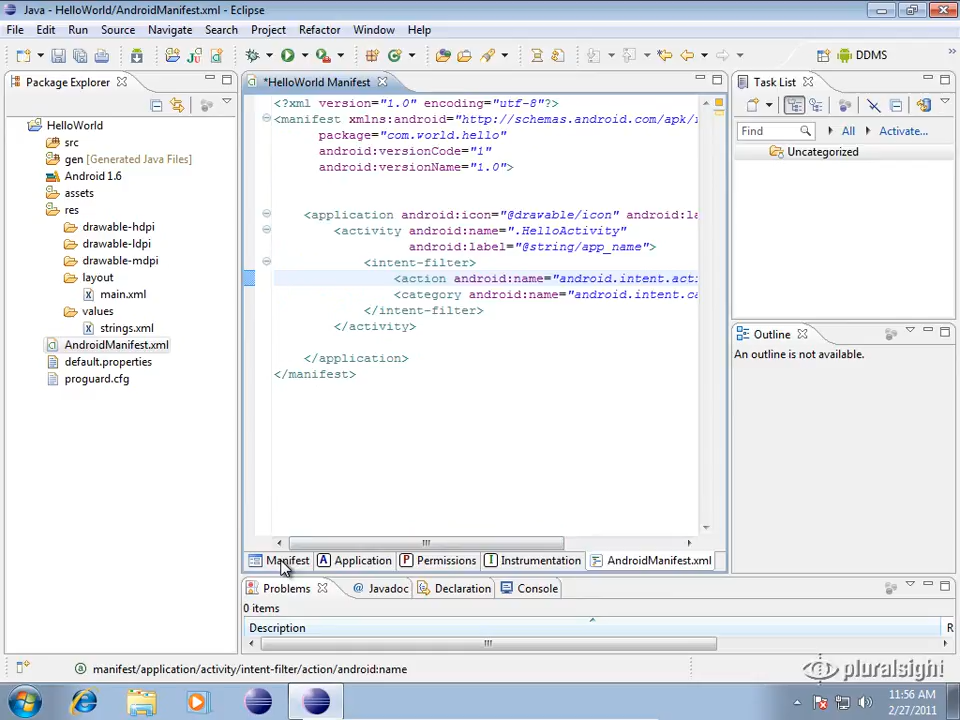 Java - HelloWorld/AndroidManifest.xml - Eclipse
File Edit Run Source Navigate Search Project Refactor Window Help
DDMS
Package Explorer
*HelloWorld Manifest
Task List
Find
All
Activate...
Uncategorized
HelloWorld
src
gen [Generated Java Files]
Android 1.6
assets
res
drawable-hdpi
drawable-ldpi
drawable-mdpi
layout
main.xml
values
strings.xml
AndroidManifest.xml
default.properties
proguard.cfg
<?xml version="1.0" encoding="utf-8"?>
<manifest xmlns:android="http://schemas.android.com/apk/
package="com.world.hello"
android:versionCode="1"
android:versionName="1.0">
<application android:icon="@drawable/icon" android:la
<activity android:name=".HelloActivity"
android:label="@string/app_name">
<intent-filter>
<action android:name="android.intent.acti
<category android:name="android.intent.ca
</intent-filter>
</activity>
</application>
</manifest>
Outline
An outline is not available.
Manifest
Application
Permissions
Instrumentation
AndroidManifest.xml
Problems
Javadoc
Declaration
Console
0 items
Description
R
manifest/application/activity/intent-filter/action/android:name
pluralsight
11:56 AM
2/27/2011